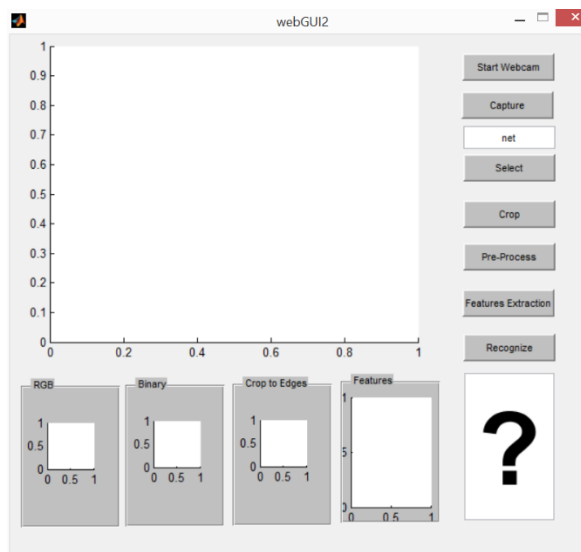 webGUI2
1
0.9
0.8
0.7
0.6
0.5
0.4
0.3
0.2
0.1
0
0 0.2 0.4 0.6 0.8 1
Start Webcam
Capture
net
Select
Crop
Pre-Process
Features Extraction
Recognize
RGB
1
0.5
0
0 0.5 1
Binary
1
0.5
0
0 0.5 1
Crop to Edges
1
0.5
0
0 0.5 1
Features
1
5
0
0 0.5 1
?